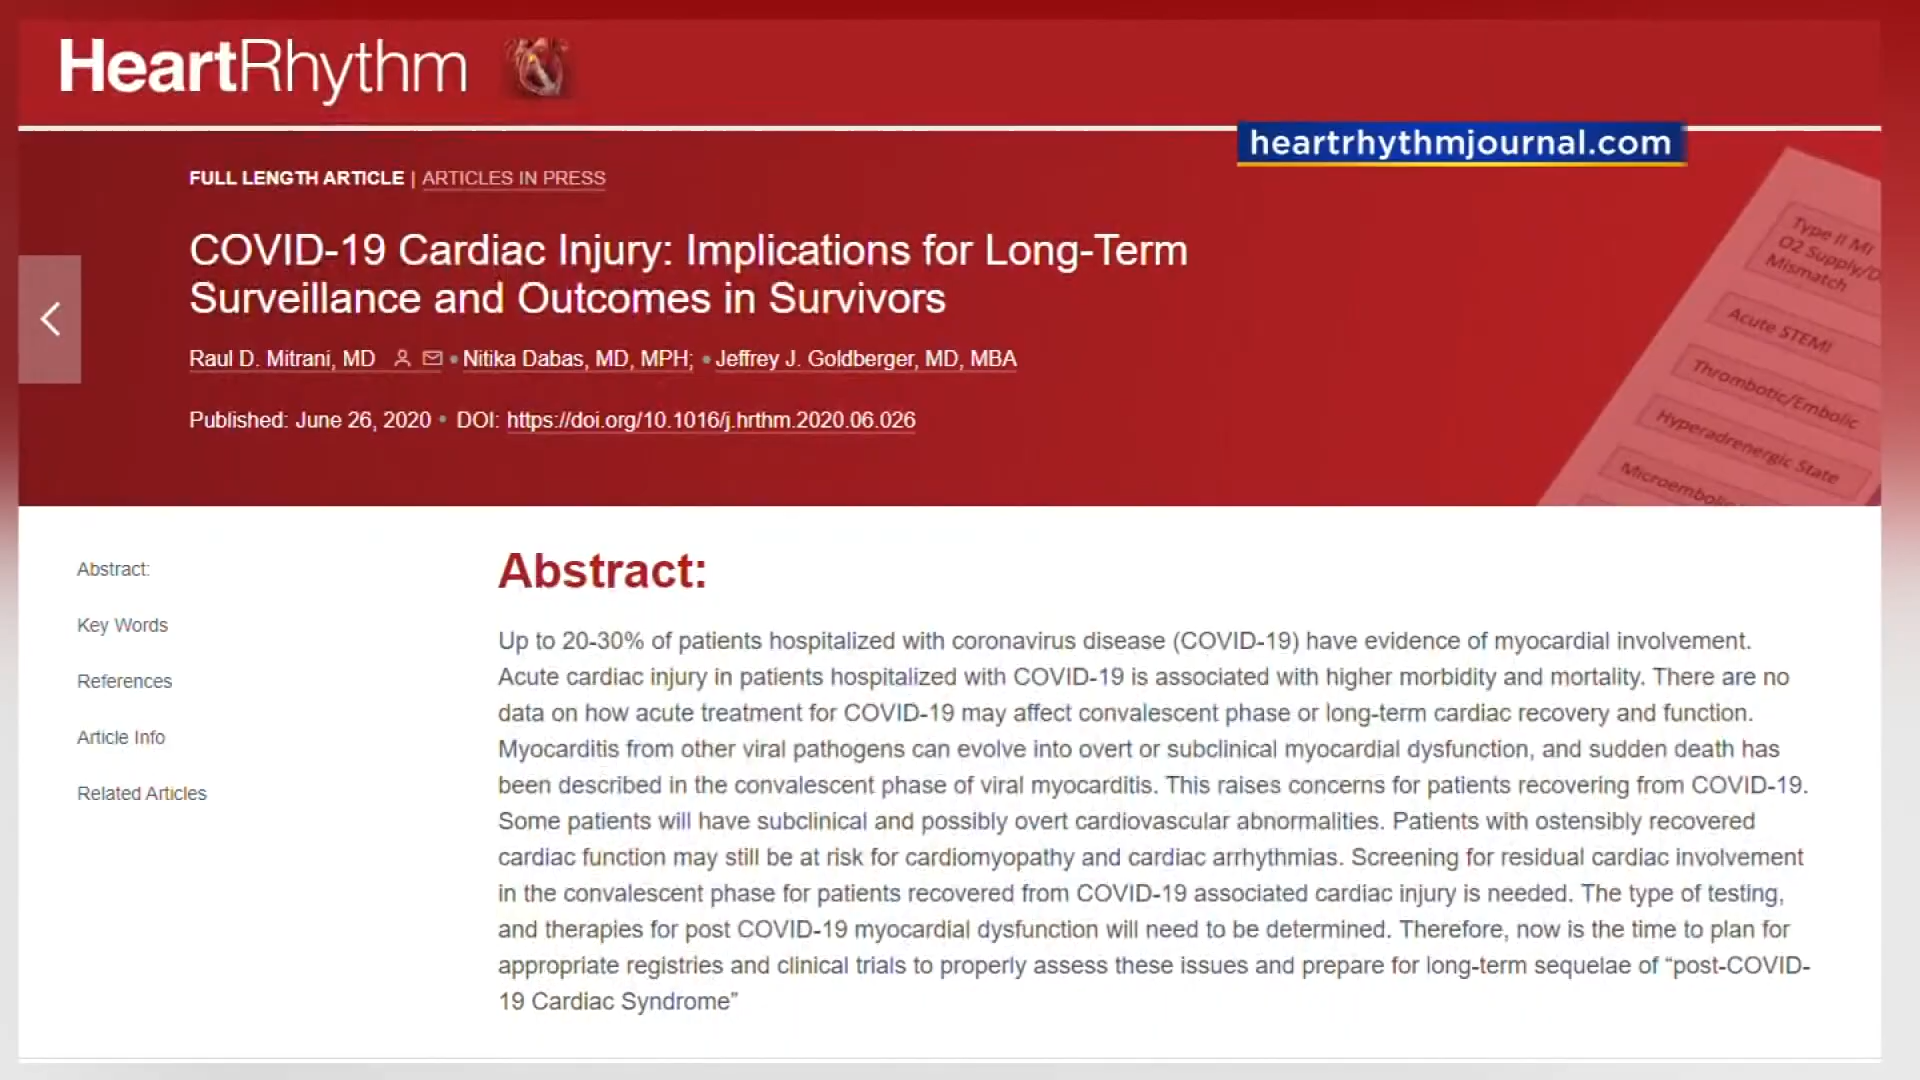 HeartRhythm
heartrhythmjournal.com
FULL LENGTH ARTICLE | ARTICLES IN PRESS
COVID-19 Cardiac Injury: Implications for Long-Term
Surveillance and Outcomes in Survivors
Raul D. Mitrani, MD • Nitika Dabas, MD, MPH; • Jeffrey J. Goldberger, MD, MBA
Published: June 26, 2020 • DOI: https://doi.org/10.1016/j.hrthm.2020.06.026
Type II MI
O2 Supply/D
Mismatch
Acute STEMI
Thrombotic/Embolic
Hyperadrenergic State
Microemboli
Abstract:
Key Words
References
Article Info
Related Articles
Abstract:
Up to 20-30% of patients hospitalized with coronavirus disease (COVID-19) have evidence of myocardial involvement.
Acute cardiac injury in patients hospitalized with COVID-19 is associated with higher morbidity and mortality. There are no
data on how acute treatment for COVID-19 may affect convalescent phase or long-term cardiac recovery and function.
Myocarditis from other viral pathogens can evolve into overt or subclinical myocardial dysfunction, and sudden death has
been described in the convalescent phase of viral myocarditis. This raises concerns for patients recovering from COVID-19.
Some patients will have subclinical and possibly overt cardiovascular abnormalities. Patients with ostensibly recovered
cardiac function may still be at risk for cardiomyopathy and cardiac arrhythmias. Screening for residual cardiac involvement
in the convalescent phase for patients recovered from COVID-19 associated cardiac injury is needed. The type of testing,
and therapies for post COVID-19 myocardial dysfunction will need to be determined. Therefore, now is the time to plan for
appropriate registries and clinical trials to properly assess these issues and prepare for long-term sequelae of “post-COVID-
19 Cardiac Syndrome”